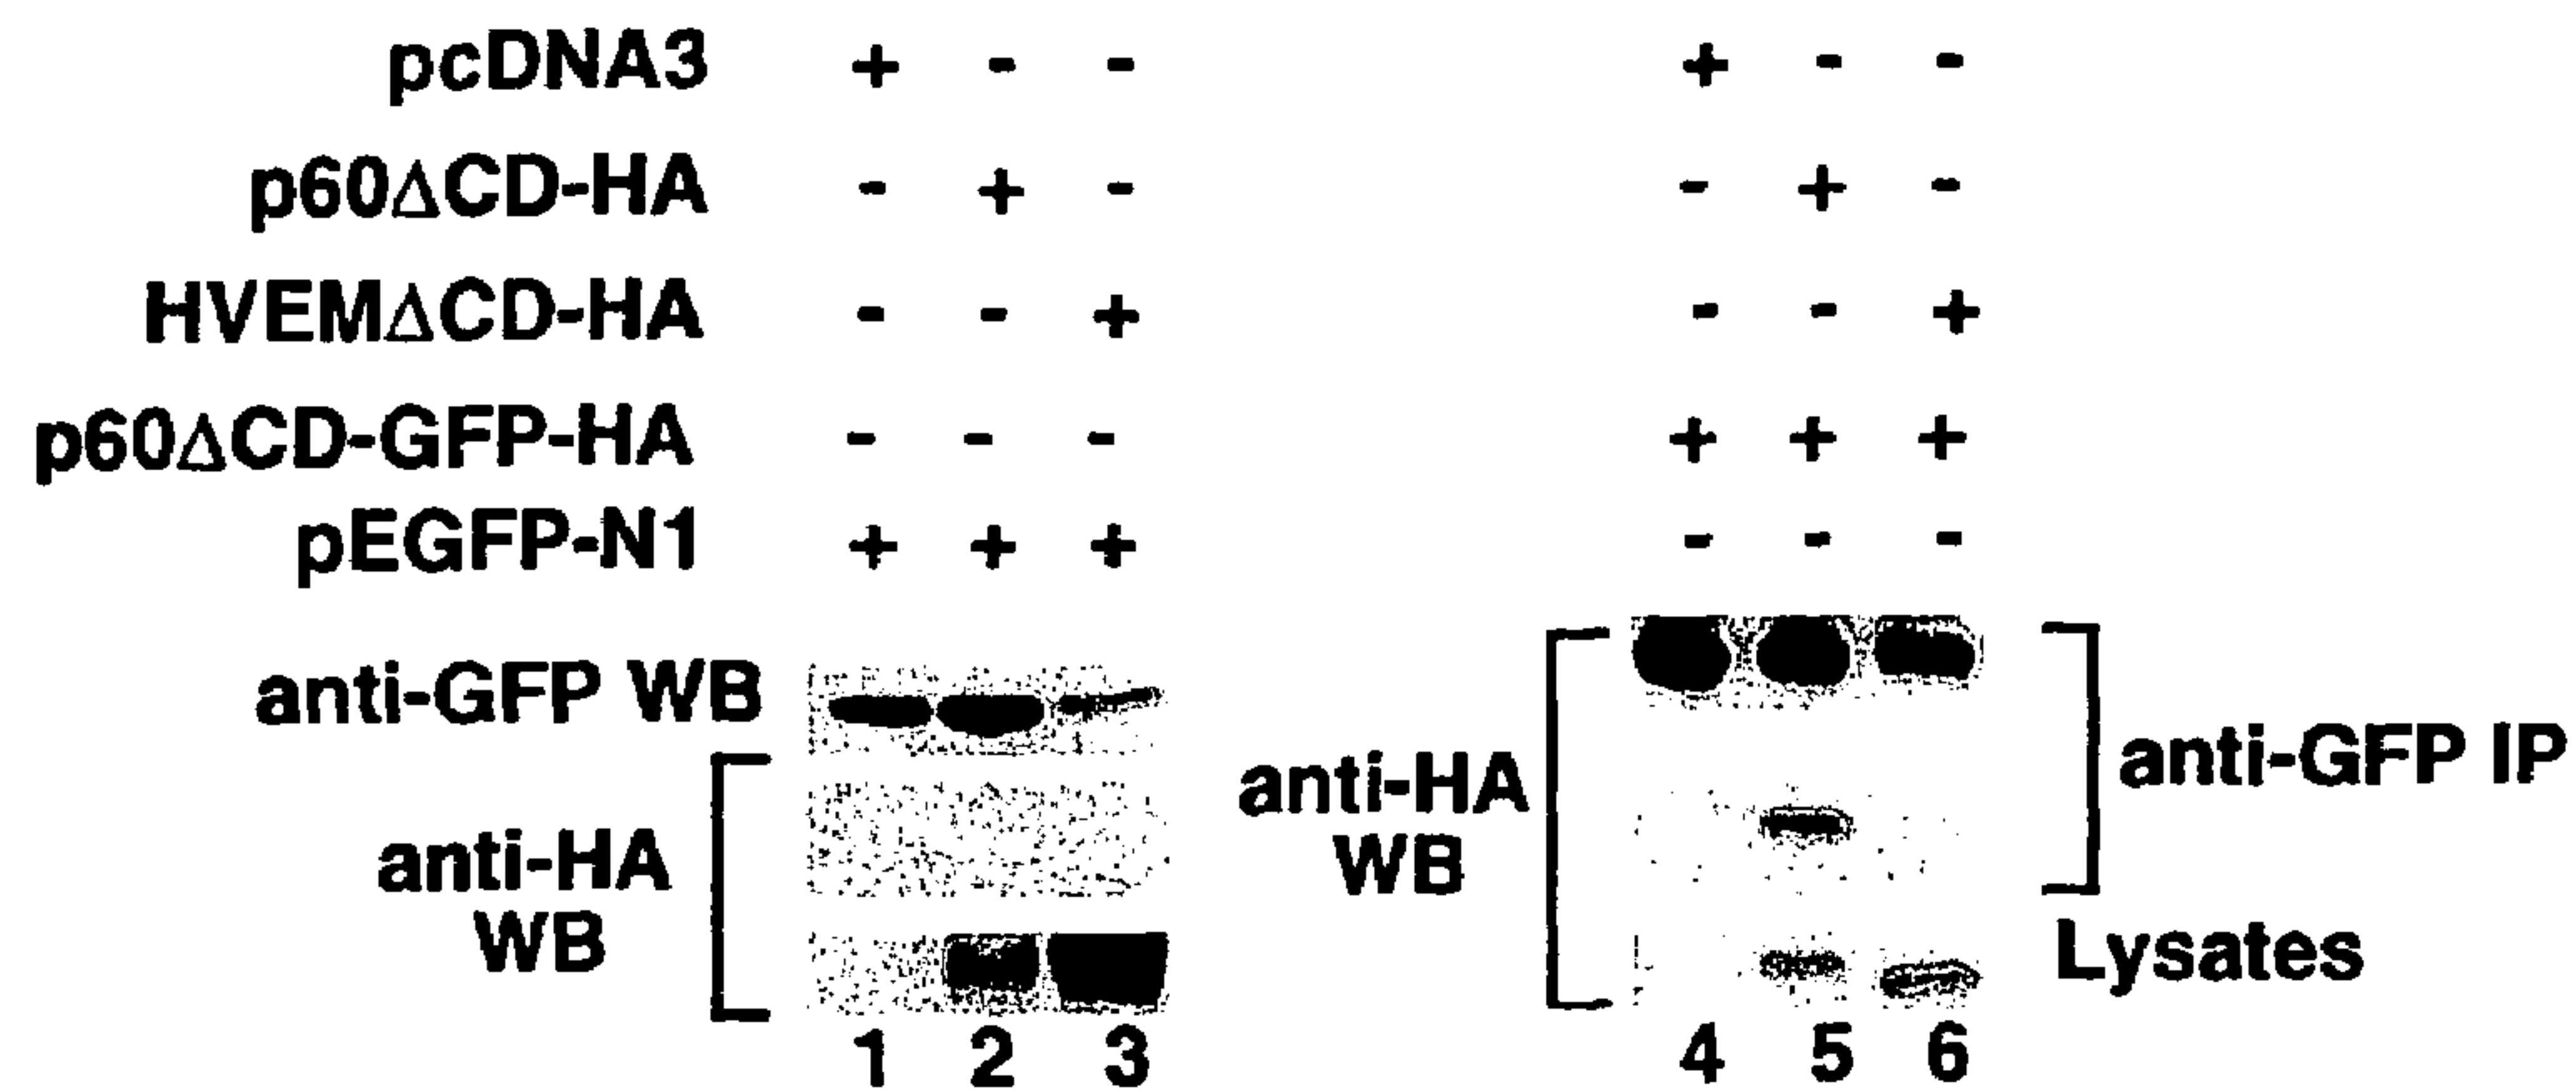 pcDNA3 + - - + - -
p60ΔCD-HA - + - - + -
HVEMΔCD-HA - - + - - +
p60ΔCD-GFP-HA - - - + + +
pEGFP-N1 + + + - - -
anti-GFP WB
anti-HA
WB
anti-HA
WB
anti-GFP IP
Lysates
1 2 3 4 5 6